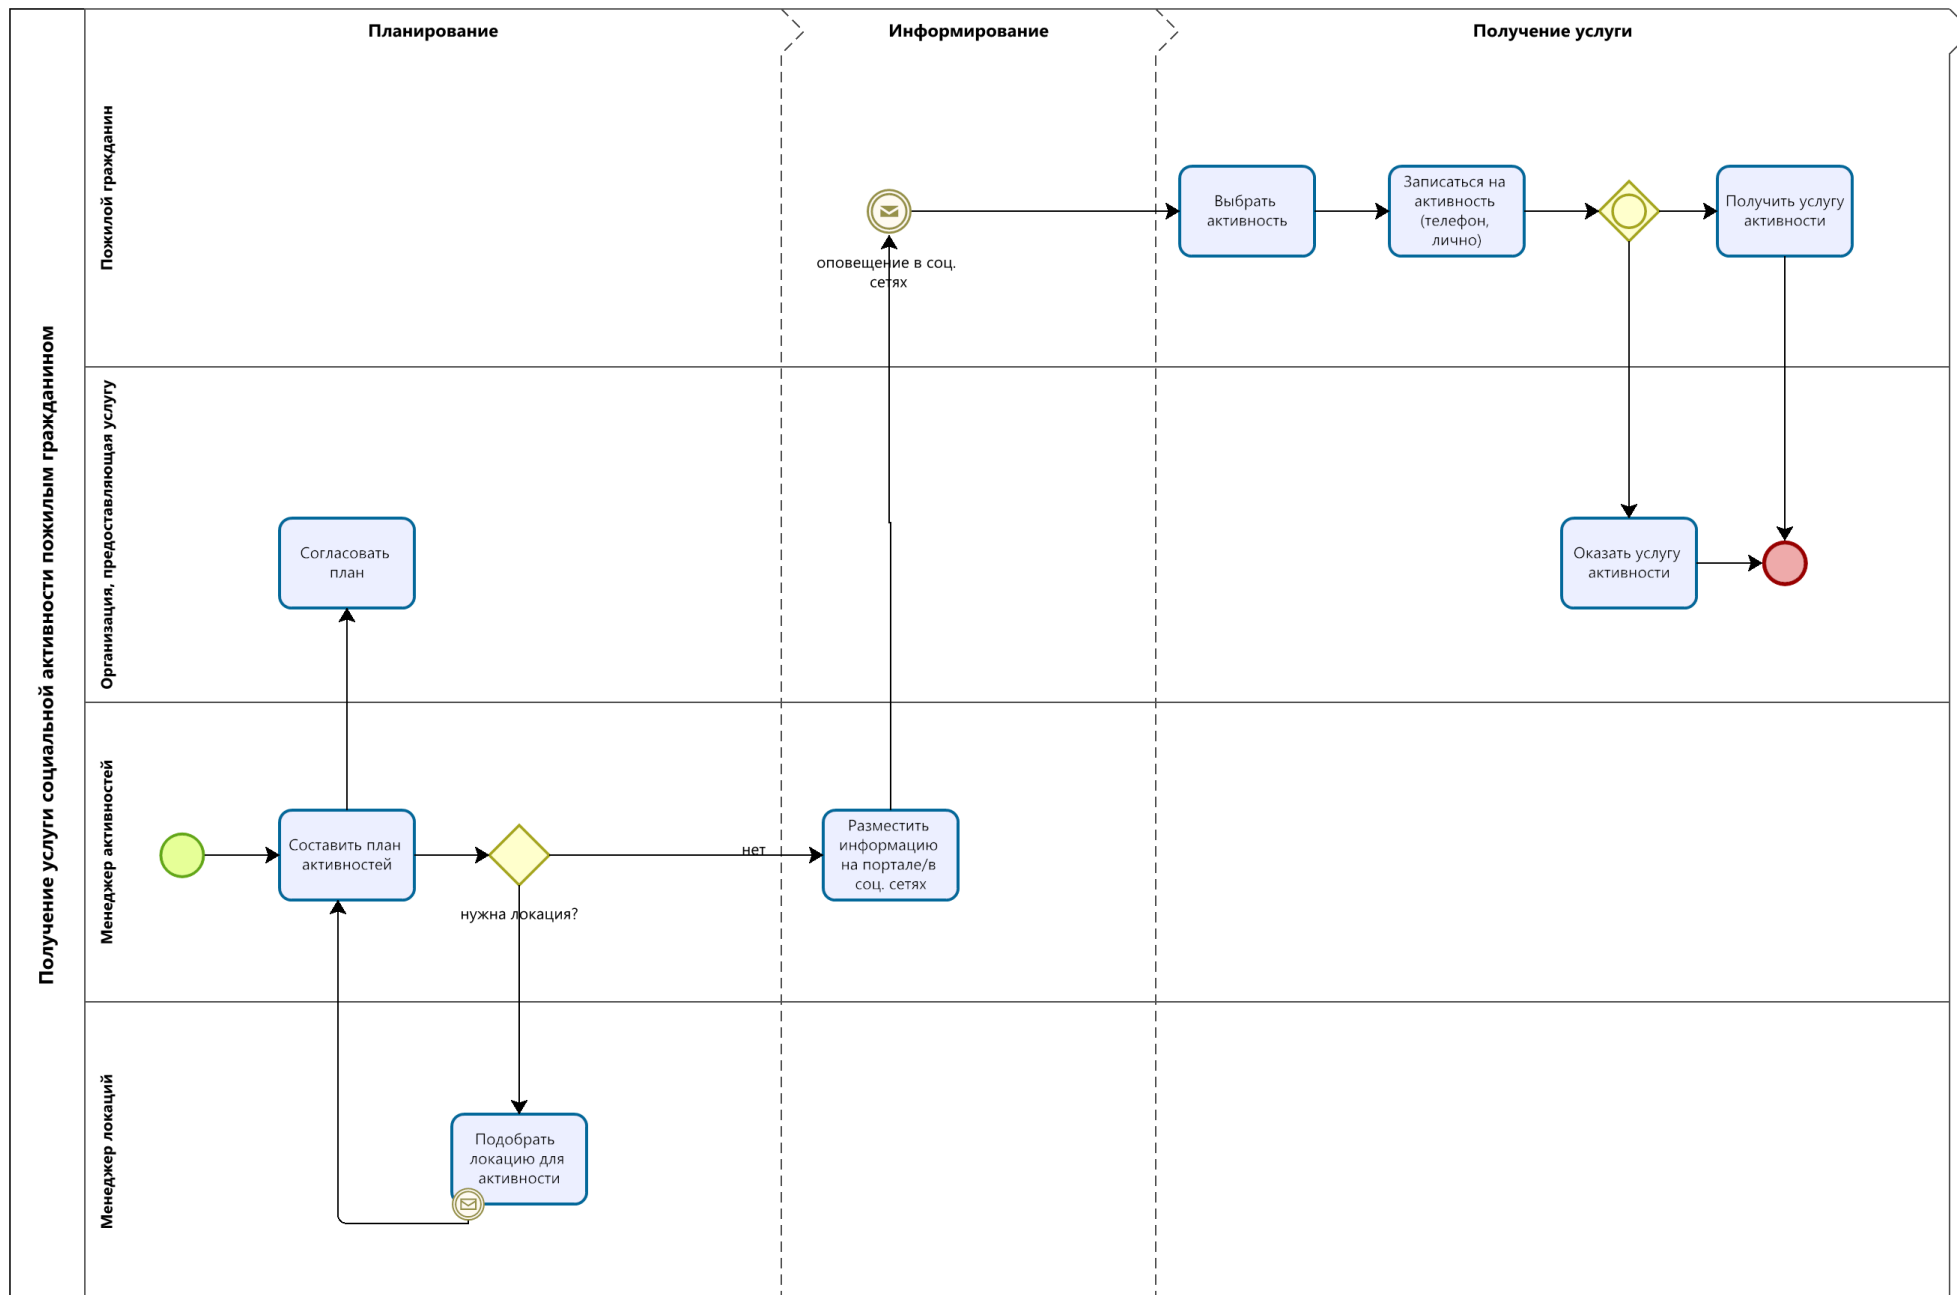 Получение услуги социальной активности пожилым гражданином
Планирование
Информирование
Получение услуги
Пожилой гражданин
оповещение в соц.
сетях
Выбрать
активность
Записаться на
активность
(телефон,
лично)
Получить услугу
активности
Организация, предоставляющая услугу
Согласовать
план
Оказать услугу
активности
Менеджер активностей
Составить план
активностей
нужна локация?
нет
Разместить
информацию
на портале/в
соц. сетях
Менеджер локаций
Подобрать
локацию для
активности